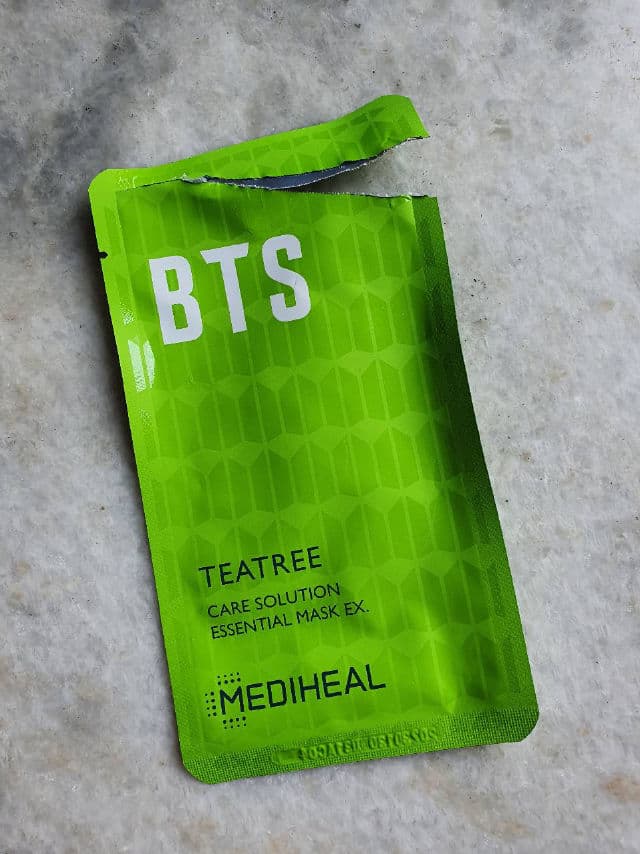 BTS
TEATREE
CARE SOLUTION
ESSENTIAL MASK EX.
MEDIHEAL